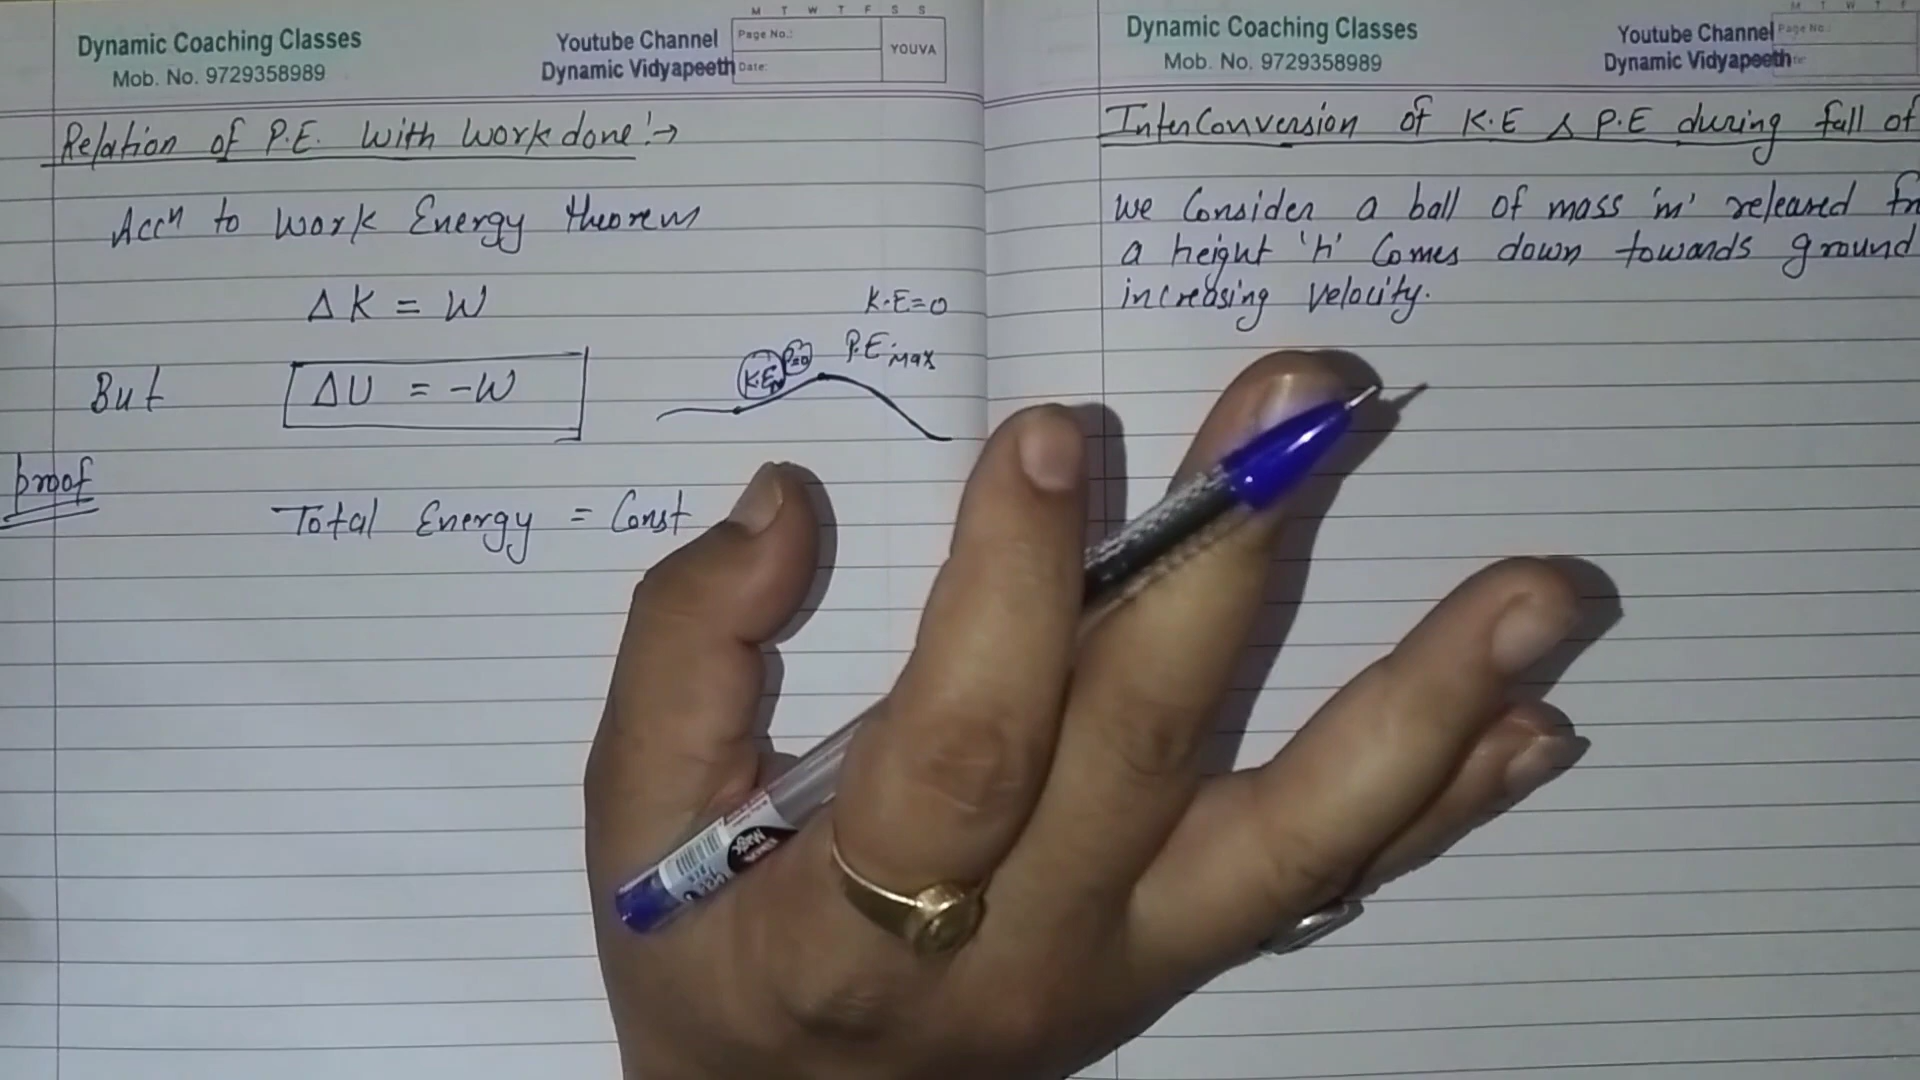 M T W T F S S
Dynamic Coaching Classes
Mob. No. 9729358989
Youtube Channel
Dynamic Vidyapeeth
Page No.:
Date:
YOUVA
Relation of P.E. with work done :→
Accn to Work Energy theorem
Δ K = W
K.E=0
P.E. Max
K.E
But
ΔU = -W
proof
Total Energy = Const
M T W T F
Dynamic Coaching Classes
Mob. No. 9729358989
Youtube Channel
Dynamic Vidyapeeth
Page No.:
InterConversion of K.E & P.E during fall of
we Consider a ball of mass 'm' released
a height 'h' Comes down towards ground
increasing velocity.